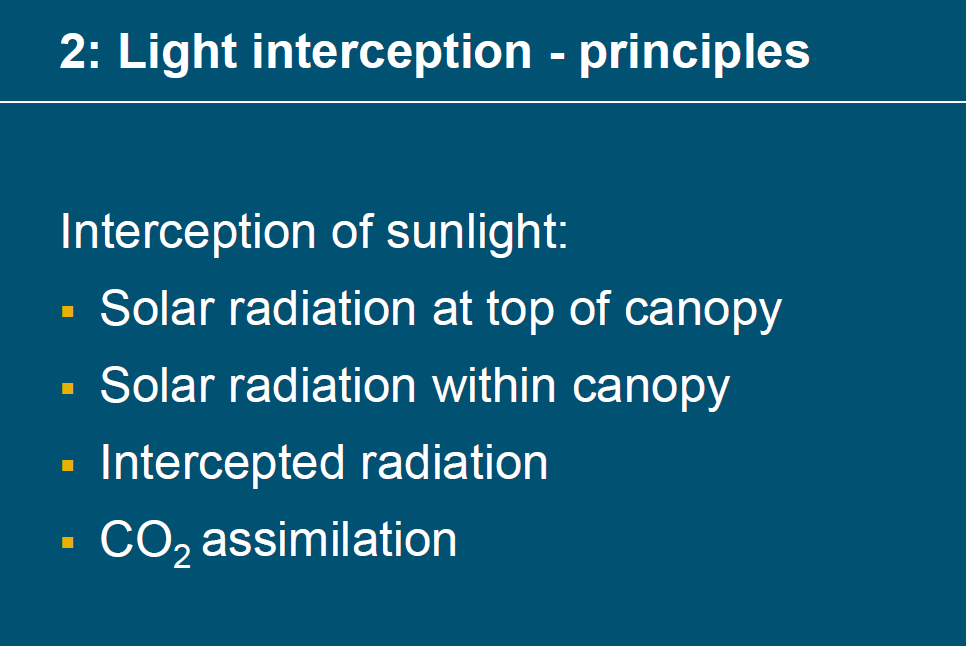 2: Light interception - principles
Interception of sunlight:
▪ Solar radiation at top of canopy
▪ Solar radiation within canopy
▪ Intercepted radiation
▪ CO₂ assimilation